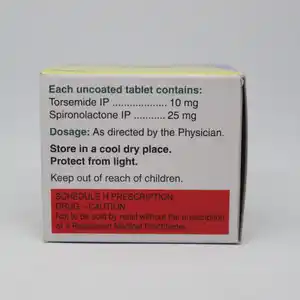 Each uncoated tablet contains:
Torsemide IP ................... 10 mg
Spironolactone IP ........... 25 mg
Dosage: As directed by the Physician.
Store in a cool dry place.
Protect from light.
Keep out of reach of children.
SCHEDULE H PRESCRIPTION
DRUG - CAUTION
Not to be sold by retail without the prescription
of a Registered Medical Practitioner.